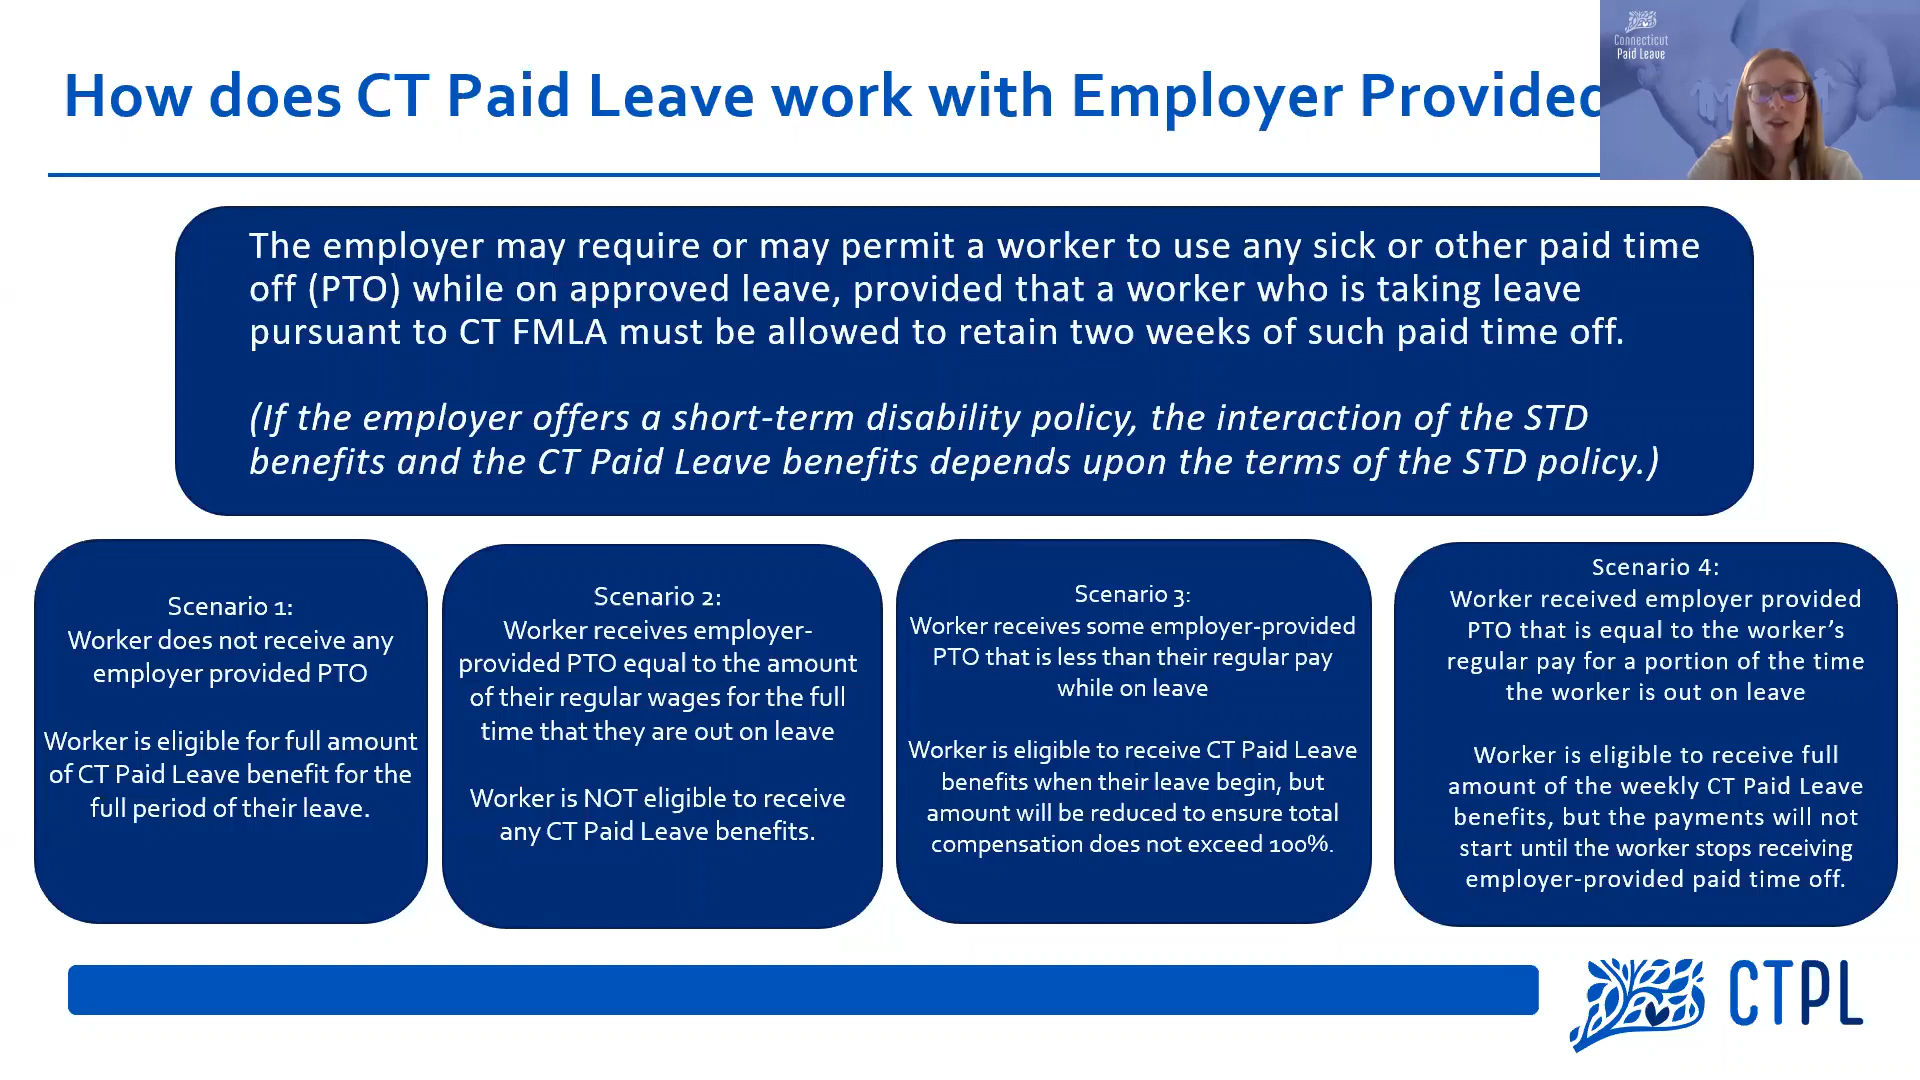 How does CT Paid Leave work with Employer Provided
Connecticut
Paid Leave
The employer may require or may permit a worker to use any sick or other paid time
off (PTO) while on approved leave, provided that a worker who is taking leave
pursuant to CT FMLA must be allowed to retain two weeks of such paid time off.
(If the employer offers a short-term disability policy, the interaction of the STD
benefits and the CT Paid Leave benefits depends upon the terms of the STD policy.)
Scenario 1:
Worker does not receive any
employer provided PTO
Worker is eligible for full amount
of CT Paid Leave benefit for the
full period of their leave.
Scenario 2:
Worker receives employer-
provided PTO equal to the amount
of their regular wages for the full
time that they are out on leave
Worker is NOT eligible to receive
any CT Paid Leave benefits.
Scenario 3:
Worker receives some employer-provided
PTO that is less than their regular pay
while on leave
Worker is eligible to receive CT Paid Leave
benefits when their leave begin, but
amount will be reduced to ensure total
compensation does not exceed 100%.
Scenario 4:
Worker received employer provided
PTO that is equal to the worker’s
regular pay for a portion of the time
the worker is out on leave
Worker is eligible to receive full
amount of the weekly CT Paid Leave
benefits, but the payments will not
start until the worker stops receiving
employer-provided paid time off.
CTPL